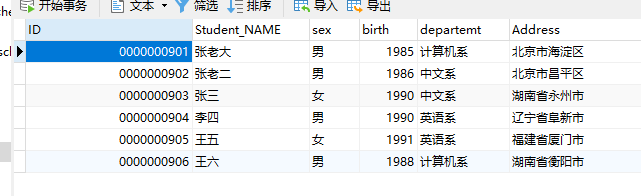 开始事务 文本 筛选 排序 导入 导出
ID Student_NAME sex birth departemt Address
0000000901 张老大 男 1985 计算机系 北京市海淀区
0000000902 张老二 男 1986 中文系 北京市昌平区
0000000903 张三 女 1990 中文系 湖南省永州市
0000000904 李四 男 1990 英语系 辽宁省阜新市
0000000905 王五 女 1991 英语系 福建省厦门市
0000000906 王六 男 1988 计算机系 湖南省衡阳市